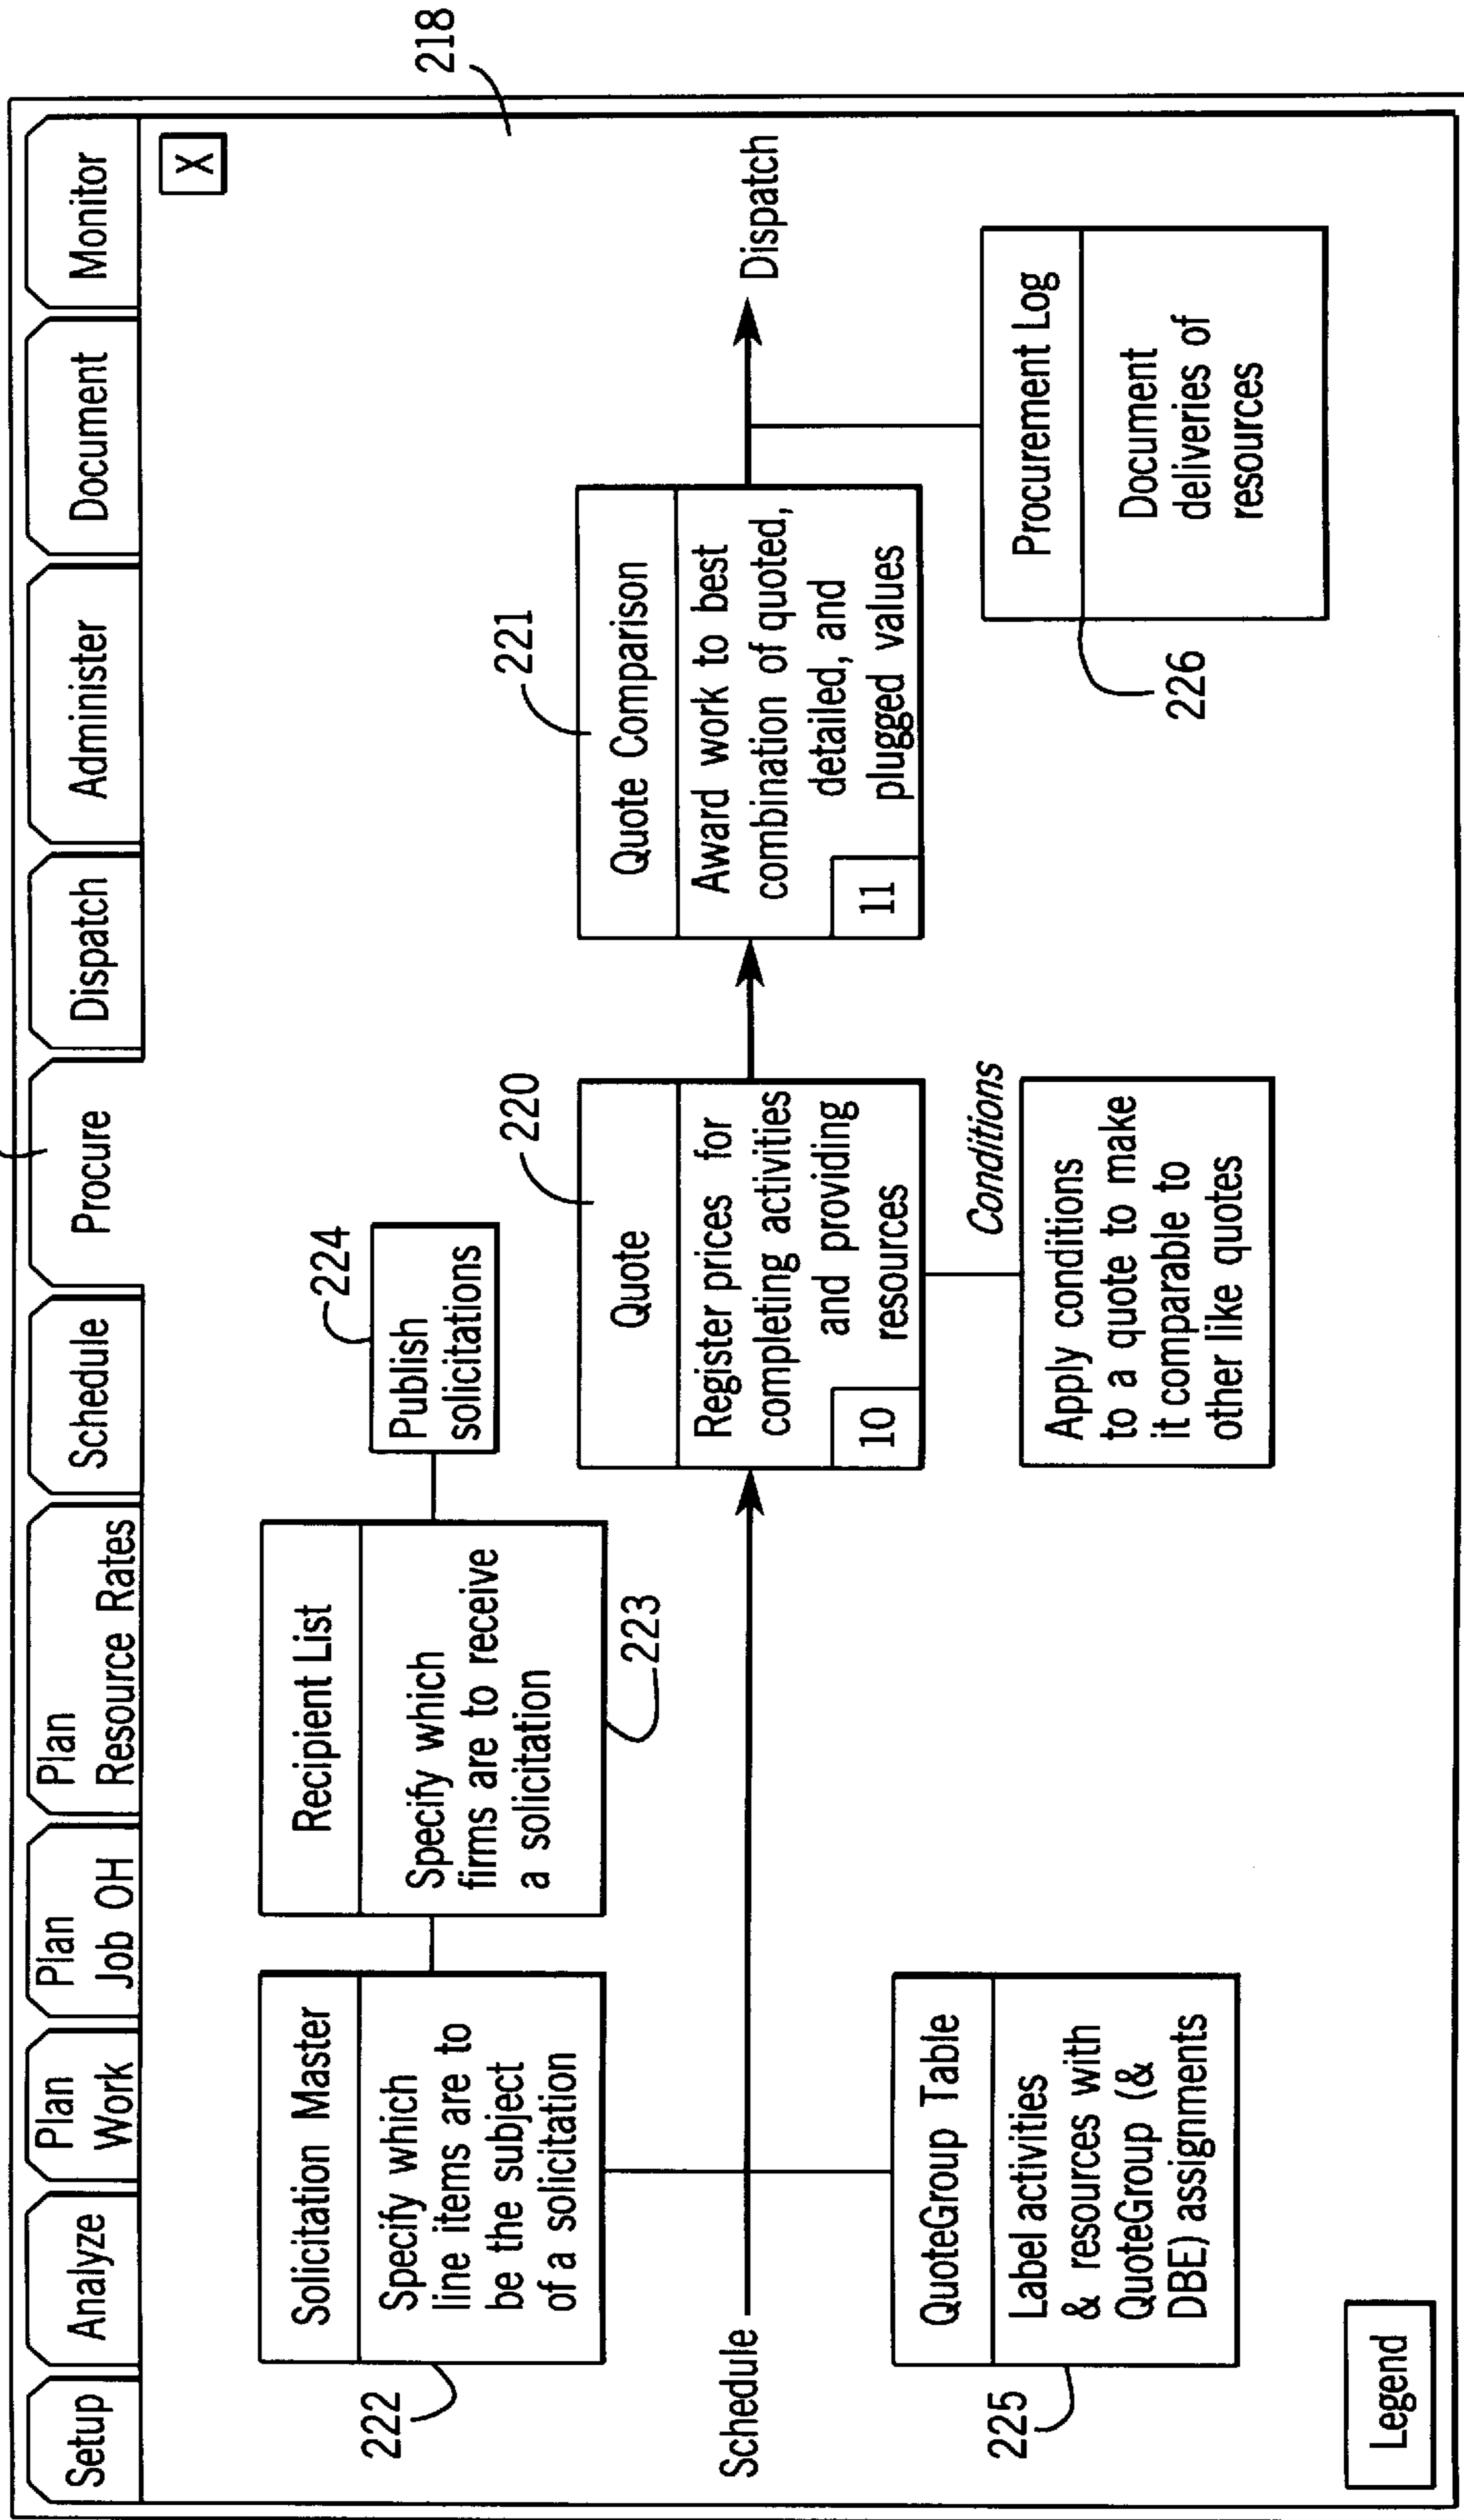 Setup
Analyze
Plan
Work
Plan
Job OH
Plan
Resource Rates
Schedule
Procure
Dispatch
Administer
Document
Monitor
X
218
Solicitation Master
Specify which
line items are to
be the subject
of a solicitation
222
Recipient List
Specify which
firms are to receive
a solicitation
223
Publish
solicitations
224
Schedule
Quote
Register prices for
completing activities
and providing
resources
10
220
Quote Comparison
Award work to best
combination of quoted,
detailed, and
plugged values
11
221
Dispatch
QuoteGroup Table
Label activities
& resources with
QuoteGroup (&
DBE) assignments
225
Conditions
Apply conditions
to a quote to make
it comparable to
other like quotes
Procurement Log
Document
deliveries of
resources
226
Legend